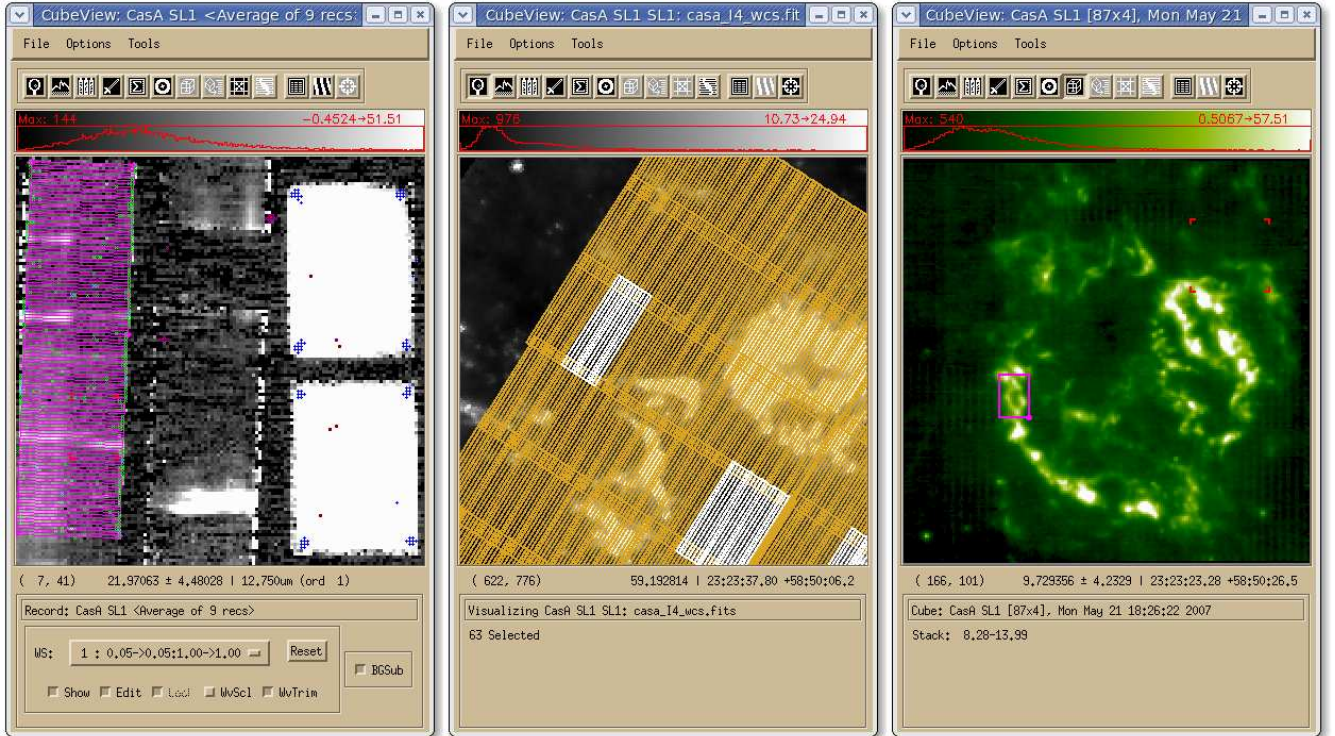 CubeView: CasA SL1 <Average of 9 recs>
File Options Tools
Max: 144 -0.4524→51.51
( 7, 41) 21.97063 ± 4.48028 | 12.750um (ord 1)
Record: CasA SL1 <Average of 9 recs>
WS: 1 : 0.05->0.05:1.00->1.00 Reset
BGSub
Show Edit WvScl WvTrim
CubeView: CasA SL1 SL1: casa_I4_wcs.fit
File Options Tools
Max: 976 10.73→24.94
( 622, 776) 59.192814 | 23:23:37.80 +58:50:06.2
Visualizing CasA SL1 SL1: casa_I4_wcs.fits
63 Selected
CubeView: CasA SL1 [87x4], Mon May 21
File Options Tools
Max: 540 0.5067→57.51
( 166, 101) 9.729356 ± 4.2329 | 23:23:23.28 +58:50:26.5
Cube: CasA SL1 [87x4], Mon May 21 18:26:22 2007
Stack: 8.28-13.99